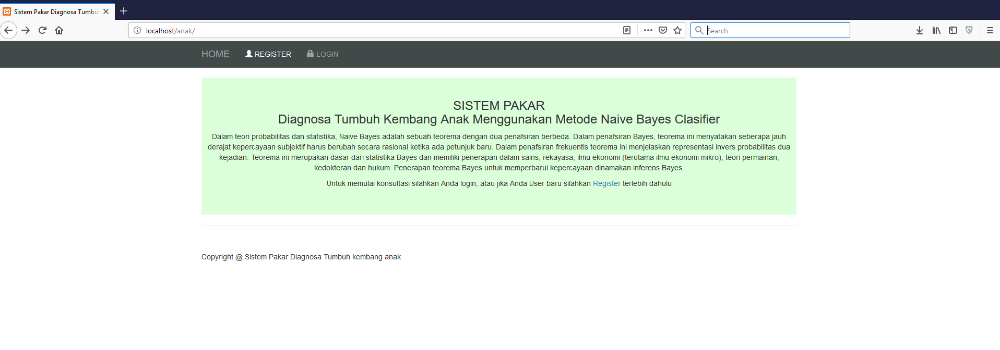 Sistem Pakar Diagnosa Tumbu
localhost/anak/
Search
HOME
REGISTER
LOGIN
SISTEM PAKAR
Diagnosa Tumbuh Kembang Anak Menggunakan Metode Naive Bayes Clasifier
Dalam teori probabilitas dan statistika, Naive Bayes adalah sebuah teorema dengan dua penafsiran berbeda. Dalam penafsiran Bayes, teorema ini menyatakan seberapa jauh
derajat kepercayaan subjektif harus berubah secara rasional ketika ada petunjuk baru. Dalam penafsiran frekuentis teorema ini menjelaskan representasi invers probabilitas dua
kejadian. Teorema ini merupakan dasar dari statistika Bayes dan memiliki penerapan dalam sains, rekayasa, ilmu ekonomi (terutama ilmu ekonomi mikro), teori permainan,
kedokteran dan hukum. Penerapan teorema Bayes untuk memperbarui kepercayaan dinamakan inferens Bayes.
Untuk memulai konsultasi silahkan Anda login, atau jika Anda User baru silahkan Register terlebih dahulu
Copyright @ Sistem Pakar Diagnosa Tumbuh kembang anak